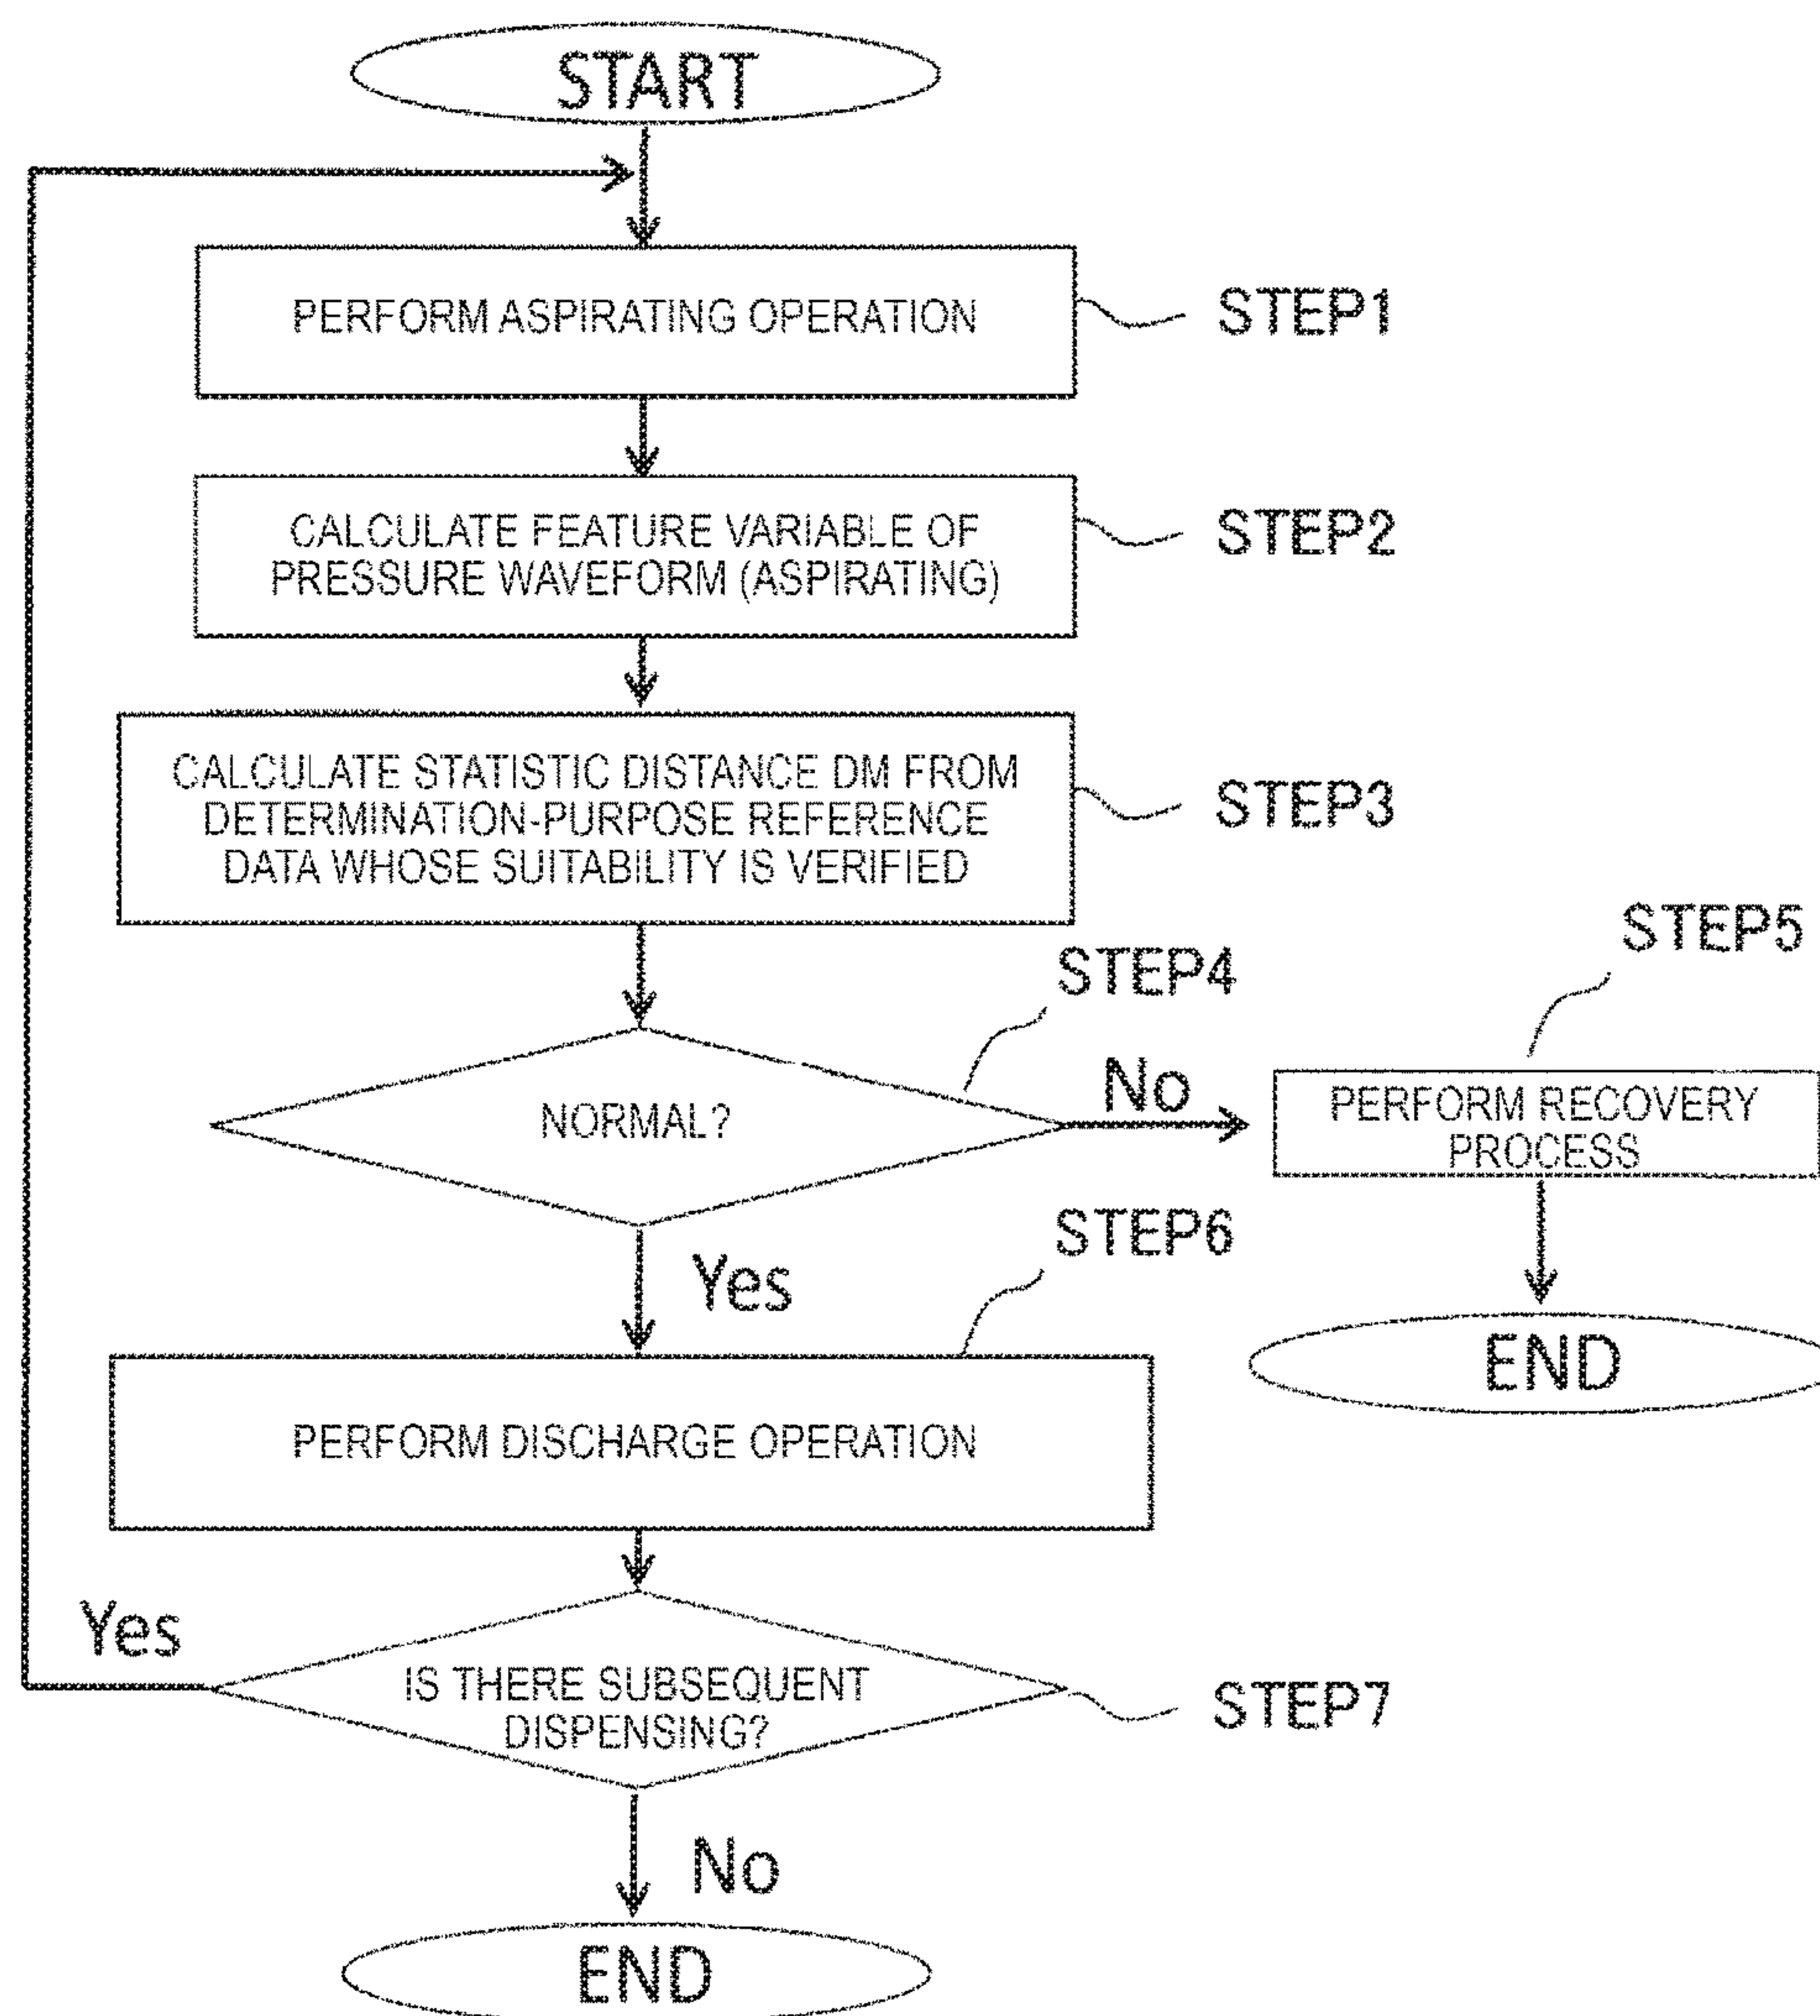 START
PERFORM ASPIRATING OPERATION
STEP1
CALCULATE FEATURE VARIABLE OF
PRESSURE WAVEFORM (ASPIRATING)
STEP2
CALCULATE STATISTIC DISTANCE DM FROM
DETERMINATION-PURPOSE REFERENCE
DATA WHOSE SUITABILITY IS VERIFIED
STEP3
STEP4
NORMAL?
No
STEP5
PERFORM RECOVERY
PROCESS
END
Yes
STEP6
PERFORM DISCHARGE OPERATION
Yes
IS THERE SUBSEQUENT
DISPENSING?
STEP7
No
END